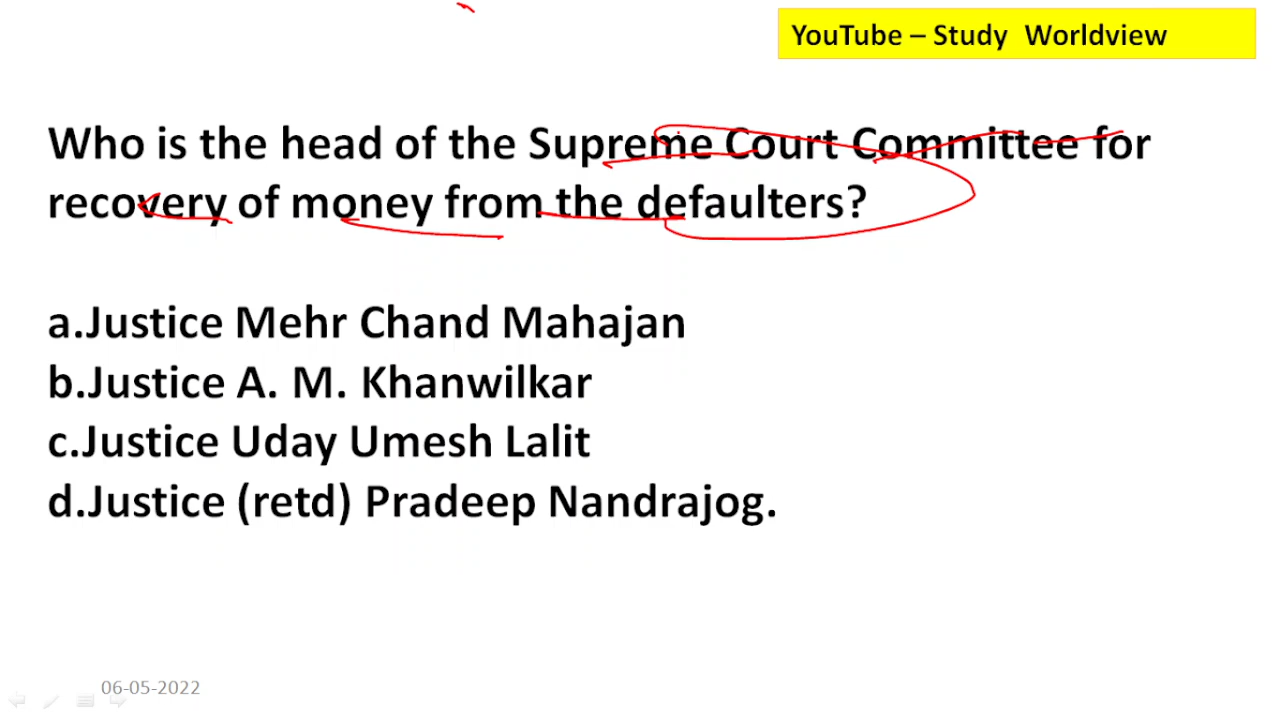 YouTube – Study Worldview
Who is the head of the Supreme Court Committee for
recovery of money from the defaulters?
a.Justice Mehr Chand Mahajan
b.Justice A. M. Khanwilkar
c.Justice Uday Umesh Lalit
d.Justice (retd) Pradeep Nandrajog.
06-05-2022